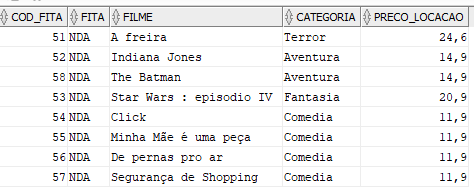 COD_FITA FITA FILME CATEGORIA PRECO_LOCACAO
51 NDA A freira Terror 24,6
52 NDA Indiana Jones Aventura 14,9
58 NDA The Batman Aventura 14,9
53 NDA Star Wars : episodio IV Fantasia 20,9
54 NDA Click Comedia 11,9
55 NDA Minha Mãe é uma peça Comedia 11,9
56 NDA De pernas pro ar Comedia 11,9
57 NDA Segurança de Shopping Comedia 11,9